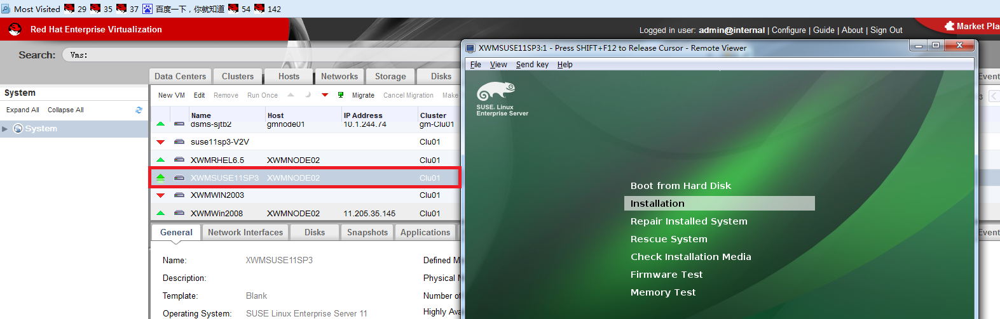 Most Visited 29 35 37 百度一下，你就知道 54 142
Red Hat Enterprise Virtualization
Logged in user: admin@internal | Configure | Guide | About | Sign Out
Market Pla
Search: Vms:
XWMSUSE11SP3:1 - Press SHIFT+F12 to Release Cursor - Remote Viewer
File View Send key Help
Data Centers Clusters Hosts Networks Storage Disks
Event
System
Expand All Collapse All
System
New VM Edit Remove Run Once Migrate Cancel Migration Make
3
Name Host IP Address Cluster
dsms-sjtb2 gmnode01 10.1.244.74 gm-Clu01
suse11sp3-V2V Clu01
XWMRHEL6.5 XWMNODE02 Clu01
XWMSUSE11SP3 XWMNODE02 Clu01
XWMWIN2003 Clu01
XWMWin2008 XWMNODE02 11.205.35.145 Clu01
General Network Interfaces Disks Snapshots Applications
Event
Name: XWMSUSE11SP3 Defined M
Description: Physical M
Template: Blank Number of
Operating System: SUSE Linux Enterprise Server 11 Highly Ava
SUSE® Linux
Enterprise Server
Boot from Hard Disk
Installation
Repair Installed System
Rescue System
Check Installation Media
Firmware Test
Memory Test